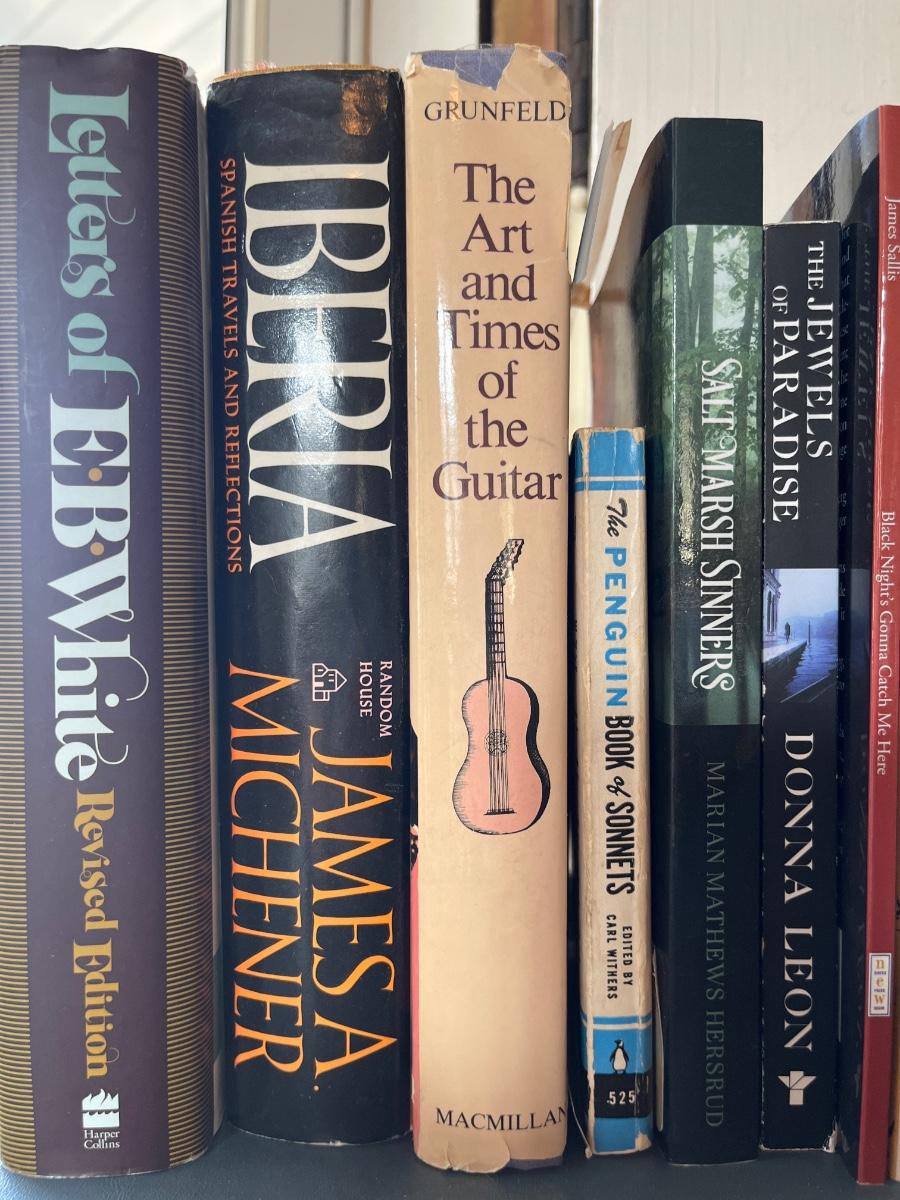 Letters of E·B·White Revised Edition
Harper
Collins
IBERIA
SPANISH TRAVELS AND REFLECTIONS
RANDOM
HOUSE
JAMES A.
MICHENER
GRUNFELD
The
Art
and
Times
of
the
Guitar
MACMILLAN
The PENGUIN BOOK of SONNETS
EDITED BY
CARL WITHERS
525
SALT MARSH SINNERS
MARIAN MATHEWS HERSRUD
THE JEWELS
OF PARADISE
DONNA LEON
James Sallis
Black Night's Gonna Catch Me Here
new